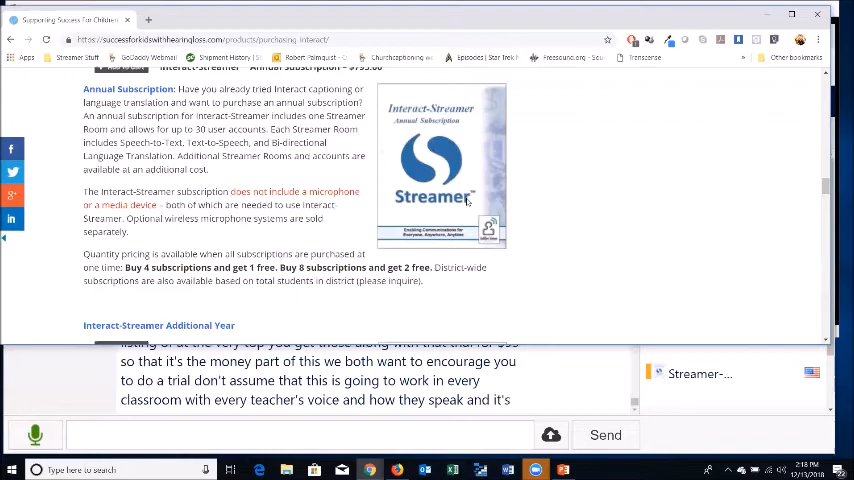 Supporting Success For Children
https://successforkidswithhearingloss.com/products/purchasing_interact/
Apps Streamer Stuff GoDaddy Webmail Shipment History | S Robert Palmquist - G Churchcaptioning - we Episodes | Star Trek F Freesound.org - Sou Transcense » Other bookmarks
Interact-Streamer - Annual Subscription - $795.00
Annual Subscription: Have you already tried Interact captioning or
language translation and want to purchase an annual subscription?
An annual subscription for Interact-Streamer includes one Streamer
Room and allows for up to 30 user accounts. Each Streamer Room
includes Speech-to-Text, Text-to-Speech, and Bi-directional
Language Translation. Additional Streamer Rooms and accounts are
available at an additional cost.
The Interact-Streamer subscription does not include a microphone
or a media device – both of which are needed to use Interact-
Streamer. Optional wireless microphone systems are sold
separately.
Quantity pricing is available when all subscriptions are purchased at
one time: Buy 4 subscriptions and get 1 free. Buy 8 subscriptions and get 2 free. District-wide
subscriptions are also available based on total students in district (please inquire).
Interact-Streamer
Annual Subscription
Streamer™
Enabling Communications for
Everyone, Anywhere, Anytime
Interact-Streamer Additional Year
listing of at the very top you get those along with that trial for $99
so that it's the money part of this we both want to encourage you
to do a trial don't assume that this is going to work in every
classroom with every teacher's voice and how they speak and it's
Streamer-...
Send
Type here to search
2:18 PM
12/13/2018
22